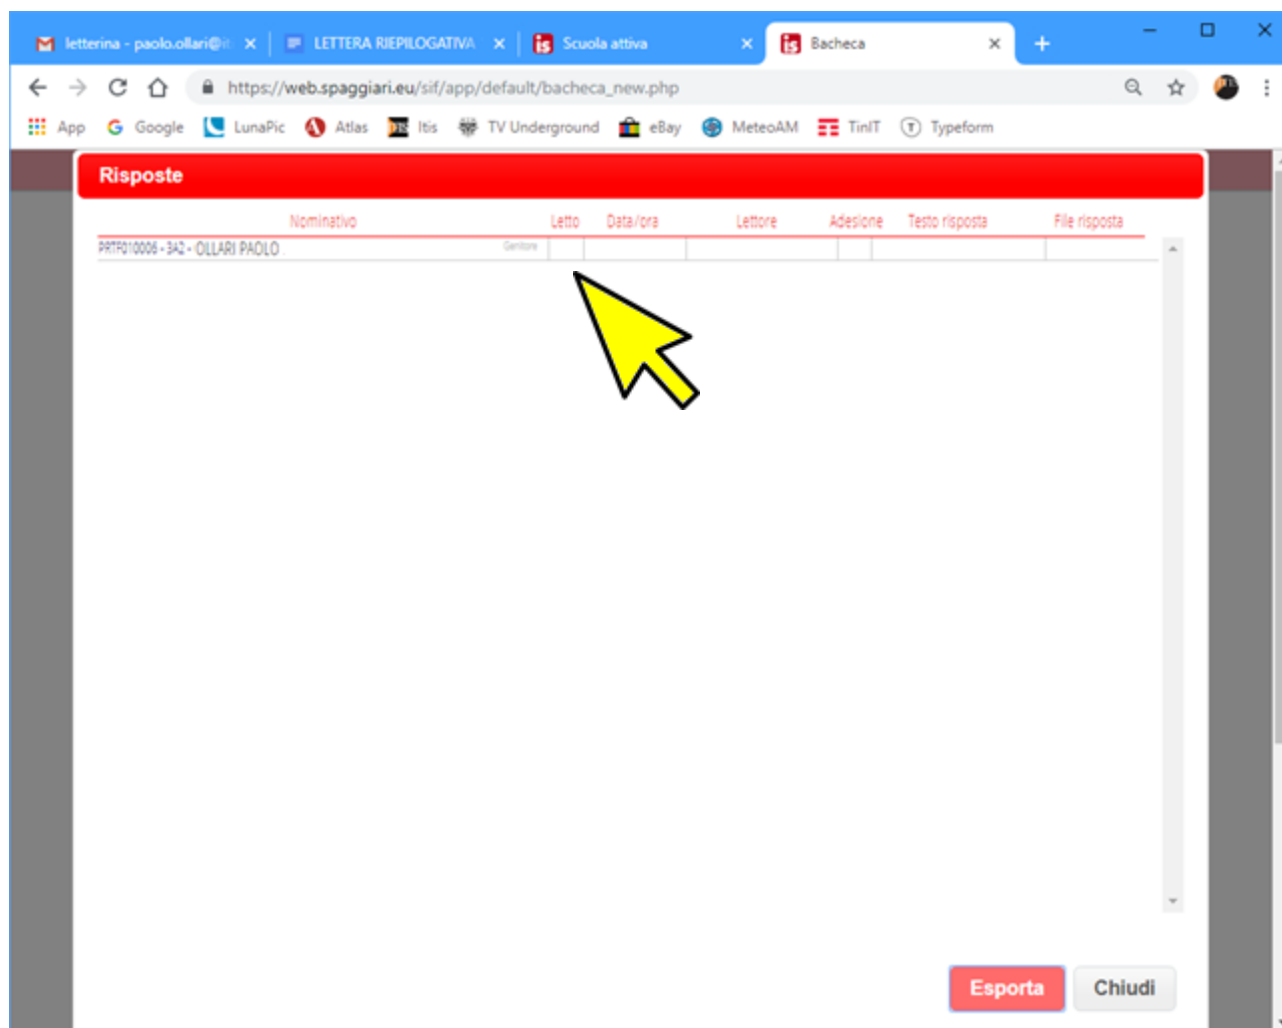 letterina - paolo.ollari@it
LETTERA RIEPILOGATIVA
Scuola attiva
Bacheca
https://web.spaggiari.eu/sif/app/default/bacheca_new.php
App Google LunaPic Atlas Itis TV Underground eBay MeteoAM TinIT Typeform
Risposte
Nominativo Letto Data/ora Lettore Adesione Testo risposta File risposta
PRTF010006 - 3A2 - OLLARI PAOLO Genitore
Esporta Chiudi